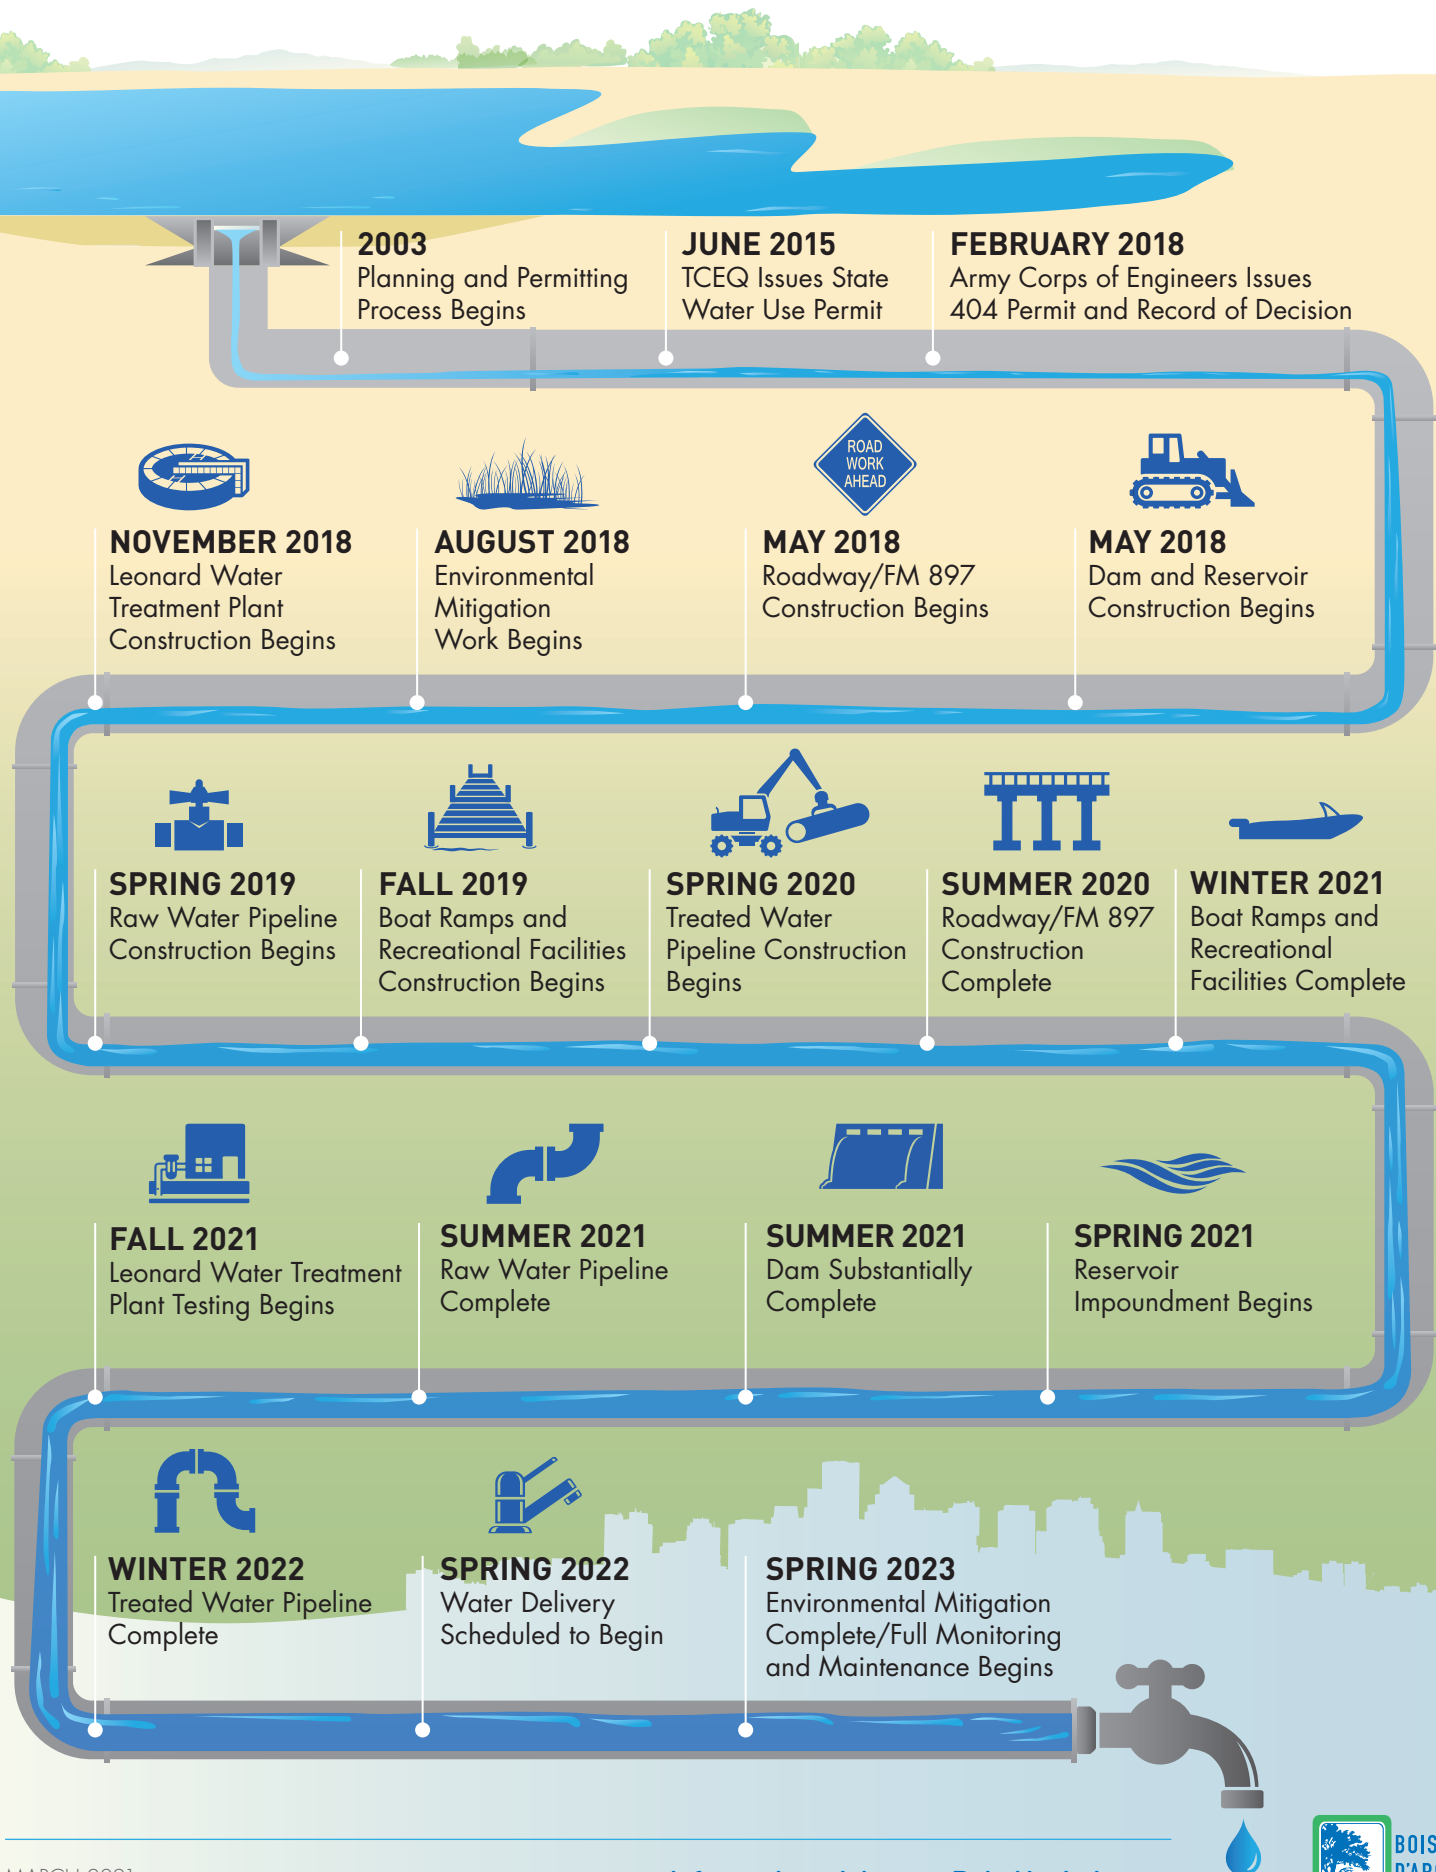 2003
Planning and Permitting
Process Begins
JUNE 2015
TCEQ Issues State
Water Use Permit
FEBRUARY 2018
Army Corps of Engineers Issues
404 Permit and Record of Decision
NOVEMBER 2018
Leonard Water
Treatment Plant
Construction Begins
AUGUST 2018
Environmental
Mitigation
Work Begins
ROAD
WORK
AHEAD
MAY 2018
Roadway/FM 897
Construction Begins
MAY 2018
Dam and Reservoir
Construction Begins
SPRING 2019
Raw Water Pipeline
Construction Begins
FALL 2019
Boat Ramps and
Recreational Facilities
Construction Begins
SPRING 2020
Treated Water
Pipeline Construction
Begins
SUMMER 2020
Roadway/FM 897
Construction
Complete
WINTER 2021
Boat Ramps and
Recreational
Facilities Complete
FALL 2021
Leonard Water Treatment
Plant Testing Begins
SUMMER 2021
Raw Water Pipeline
Complete
SUMMER 2021
Dam Substantially
Complete
SPRING 2021
Reservoir
Impoundment Begins
WINTER 2022
Treated Water Pipeline
Complete
SPRING 2022
Water Delivery
Scheduled to Begin
SPRING 2023
Environmental Mitigation
Complete/Full Monitoring
and Maintenance Begins
MARCH 2021
BOIS